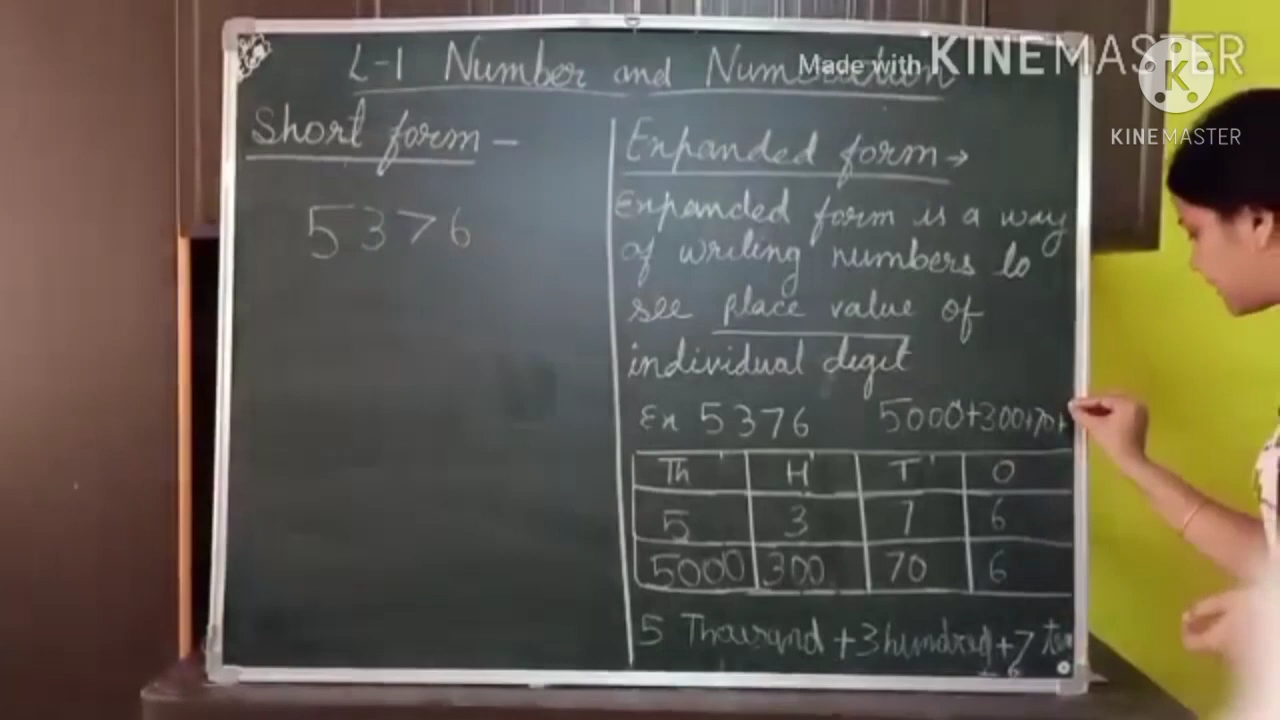 L-1 Number and Numeration
Made with KINEMASTER
KINEMASTER
Short form -
5376
Expanded form →
Expanded form is a way
of writing numbers to
see place value of
individual digit
Ex 5376 5000+300+70+
Th H T O
5 3 7 6
5000 300 70 6
5 Thousand + 3 hundred + 7